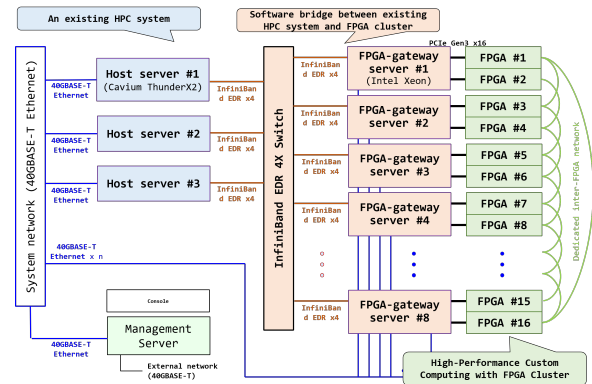 An existing HPC system
Software bridge between existing
HPC system and FPGA cluster
PCIe Gen3 x16
System network (40GBASE-T Ethernet)
40GBASE-T
Ethernet
Host server #1
(Cavium ThunderX2)
InfiniBan
d EDR x4
InfiniBand EDR 4X Switch
InfiniBan
d EDR x4
FPGA-gateway
server #1
(Intel Xeon)
FPGA #1
FPGA #2
40GBASE-T
Ethernet
Host server #2
InfiniBan
d EDR x4
InfiniBan
d EDR x4
FPGA-gateway
server #2
FPGA #3
FPGA #4
Dedicated inter-FPGA network
40GBASE-T
Ethernet
Host server #3
InfiniBan
d EDR x4
InfiniBan
d EDR x4
FPGA-gateway
server #3
FPGA #5
FPGA #6
InfiniBan
d EDR x4
FPGA-gateway
server #4
FPGA #7
FPGA #8
40GBASE-T
Ethernet x n
InfiniBan
d EDR x4
FPGA-gateway
server #8
FPGA #15
FPGA #16
Console
Management
Server
40GBASE-T
Ethernet
External network
(40GBASE-T)
High-Performance Custom
Computing with FPGA Cluster